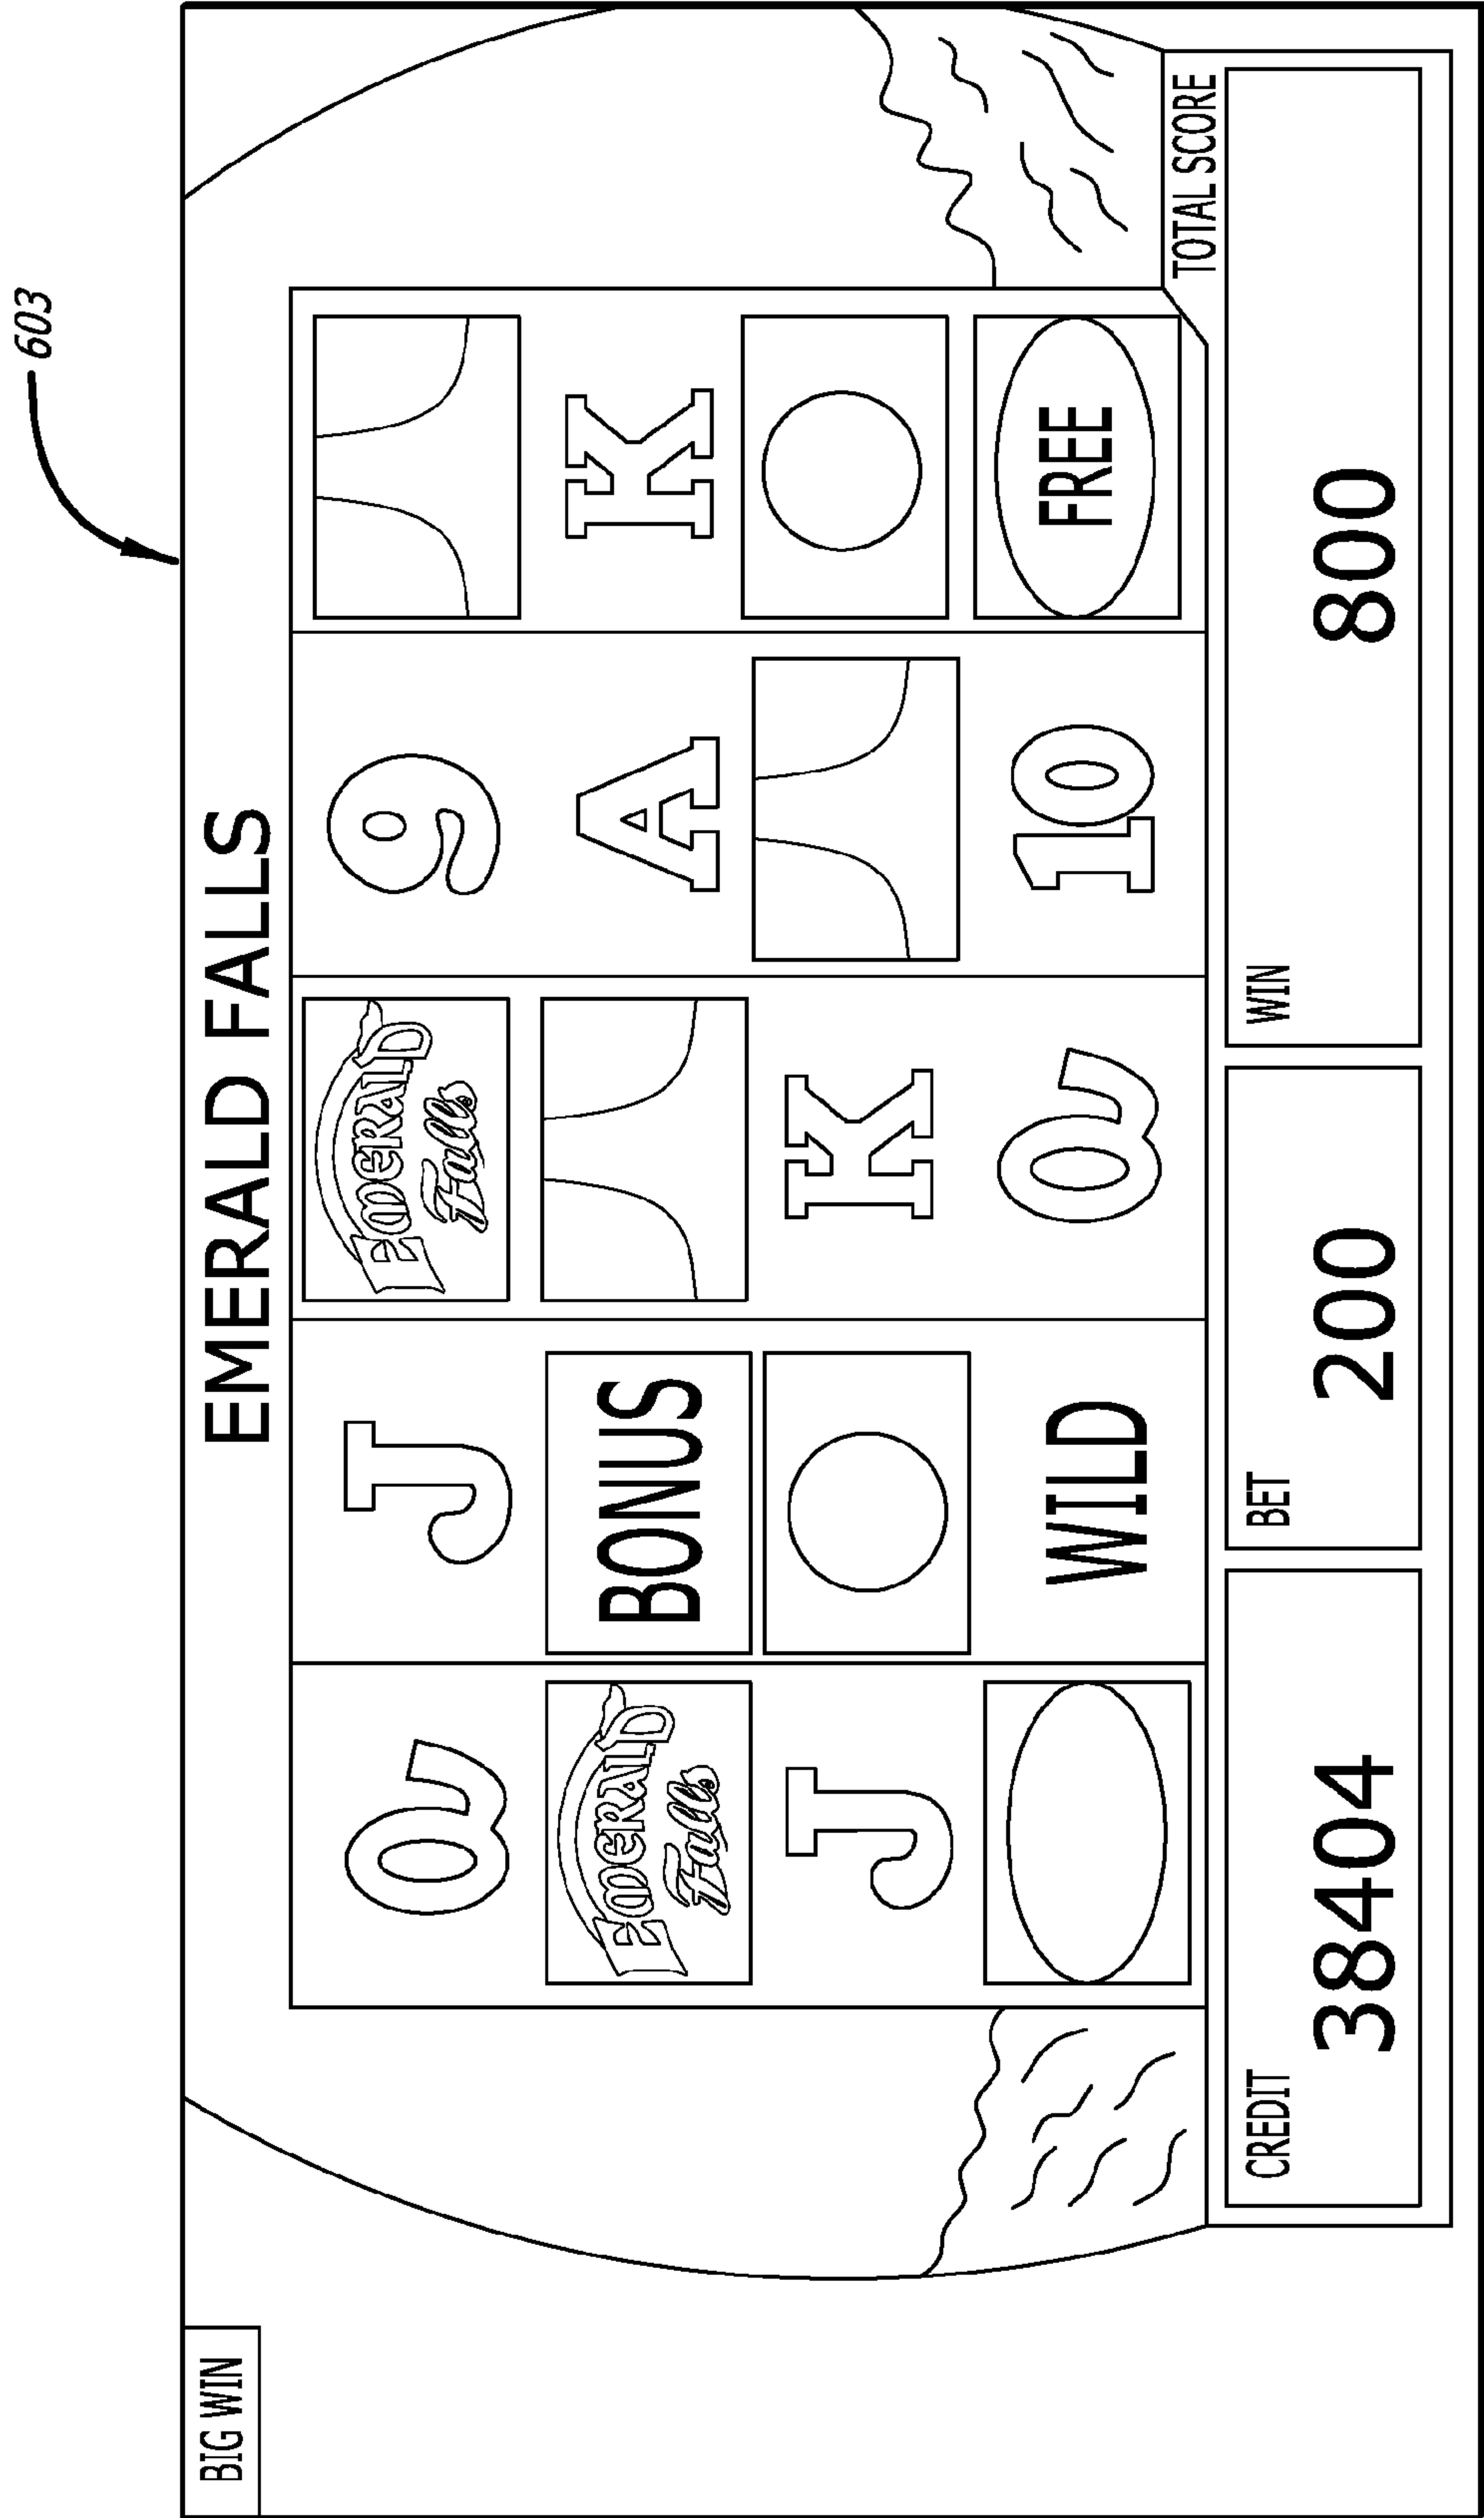 603
BIG WIN
EMERALD FALLS
Q J EMERALD Falls 9
EMERALD Falls BONUS A K
J K
WILD Q 10 FREE
TOTAL SCORE
CREDIT BET WIN
38404 200 800